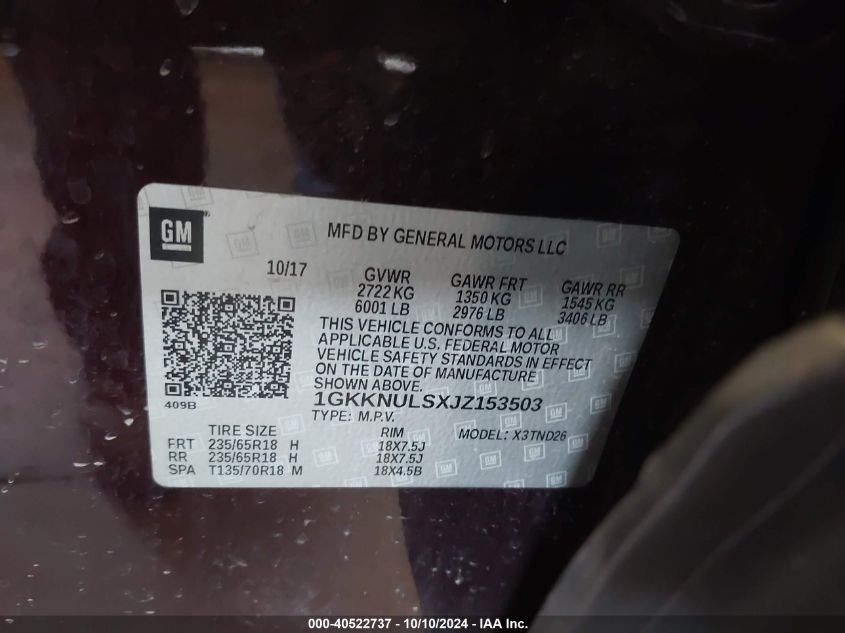 GM
MFD BY GENERAL MOTORS LLC
10/17 GVWR GAWR FRT GAWR RR
2722 KG 1350 KG 1545 KG
6001 LB 2976 LB 3406 LB
THIS VEHICLE CONFORMS TO ALL
APPLICABLE U.S. FEDERAL MOTOR
VEHICLE SAFETY STANDARDS IN EFFECT
ON THE DATE OF MANUFACTURE
SHOWN ABOVE.
409B
1GKKNULSXJZ153503
TYPE: M.P.V.
TIRE SIZE RIM MODEL: X3TND26
FRT 235/65R18 H 18X7.5J
RR 235/65R18 H 18X7.5J
SPA T135/70R18 M 18X4.5B
000-40522737 - 10/10/2024 - IAA Inc.